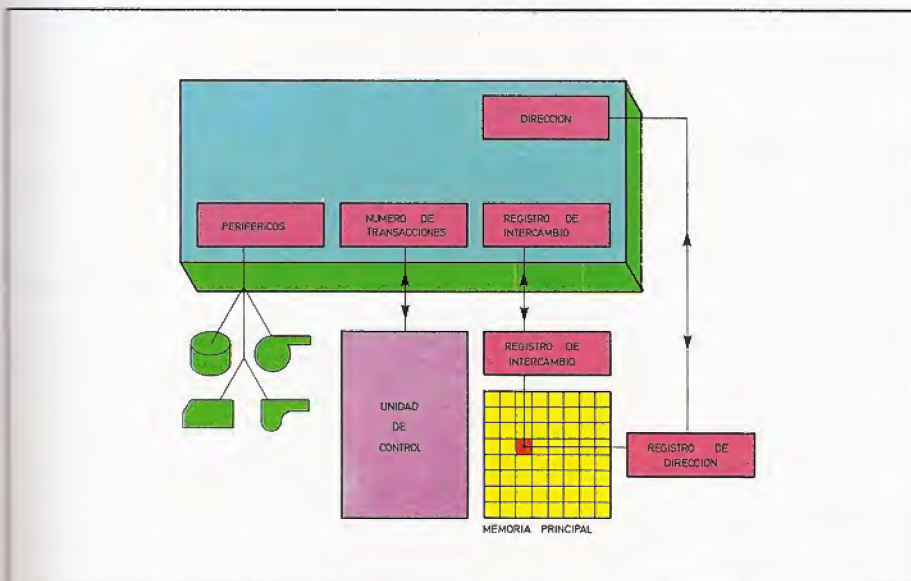 DIRECCION
PERIFERICOS
NUMERO DE
TRANSACCIONES
REGISTRO DE
INTERCAMBIO
REGISTRO DE
INTERCAMBIO
UNIDAD
DE
CONTROL
REGISTRO DE
DIRECCION
MEMORIA PRINCIPAL